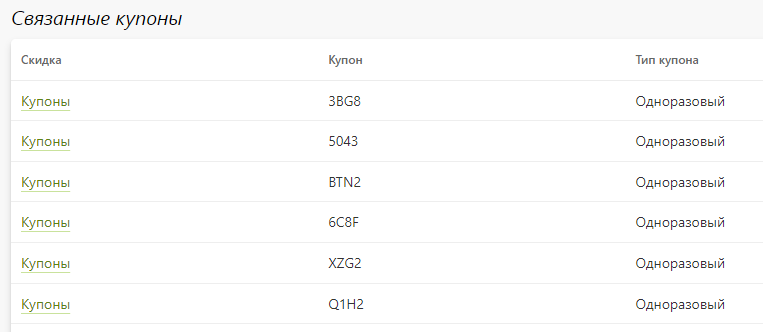 Связанные купоны
Скидка Купон Тип купона
Купоны 3BG8 Одноразовый
Купоны 5043 Одноразовый
Купоны BTN2 Одноразовый
Купоны 6C8F Одноразовый
Купоны XZG2 Одноразовый
Купоны Q1H2 Одноразовый